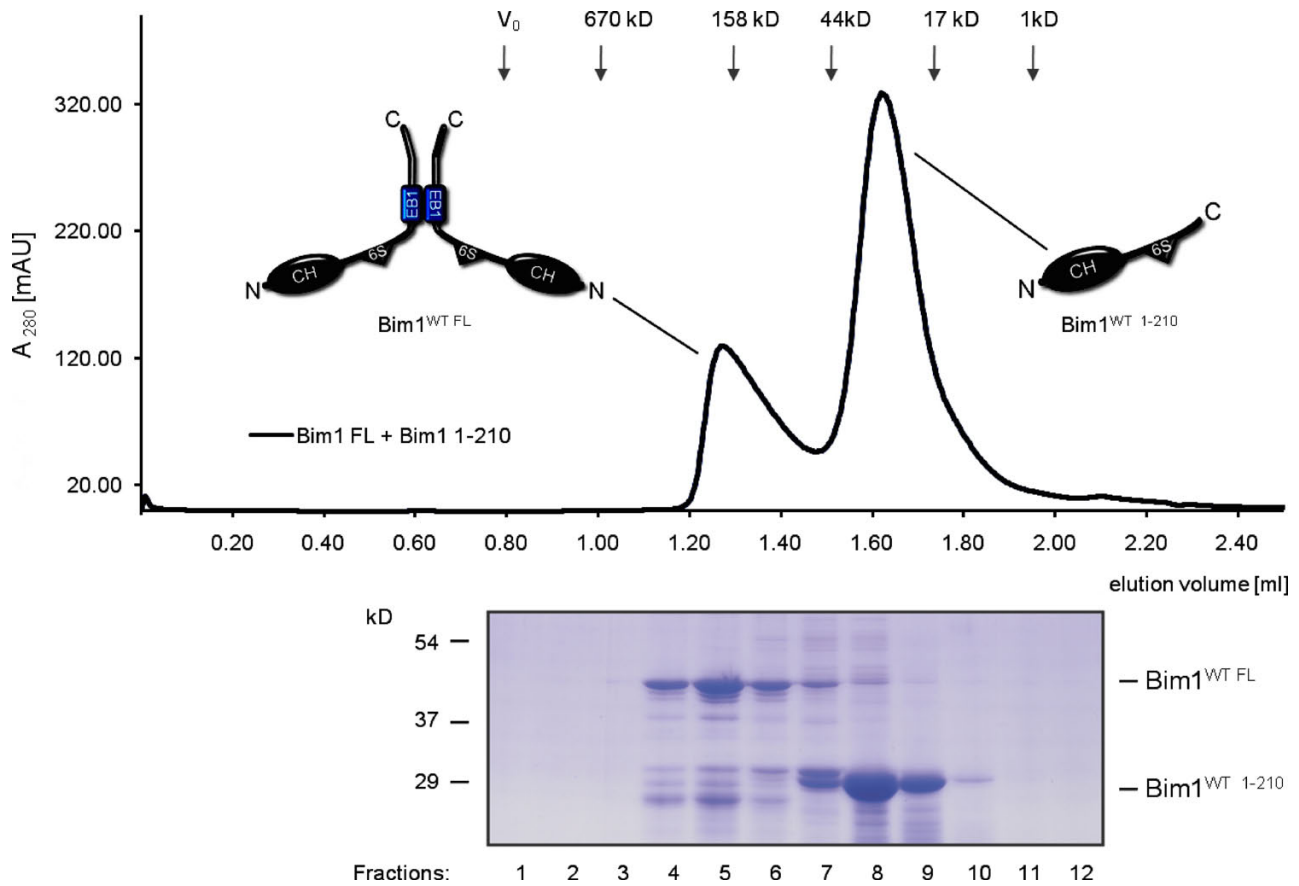 V0 670 kD 158 kD 44kD 17 kD 1kD
320.00
C C
EB1 EB1
220.00
C
6S 6S
6S
CH CH
CH
N N
N
A 280 [mAU]
Bim1WT FL
Bim1WT 1-210
120.00
Bim1 FL + Bim1 1-210
20.00
0.20 0.40 0.60 0.80 1.00 1.20 1.40 1.60 1.80 2.00 2.20 2.40
elution volume [ml]
kD
54
Bim1WT FL
37
29
Bim1WT 1-210
Fractions: 1 2 3 4 5 6 7 8 9 10 11 12